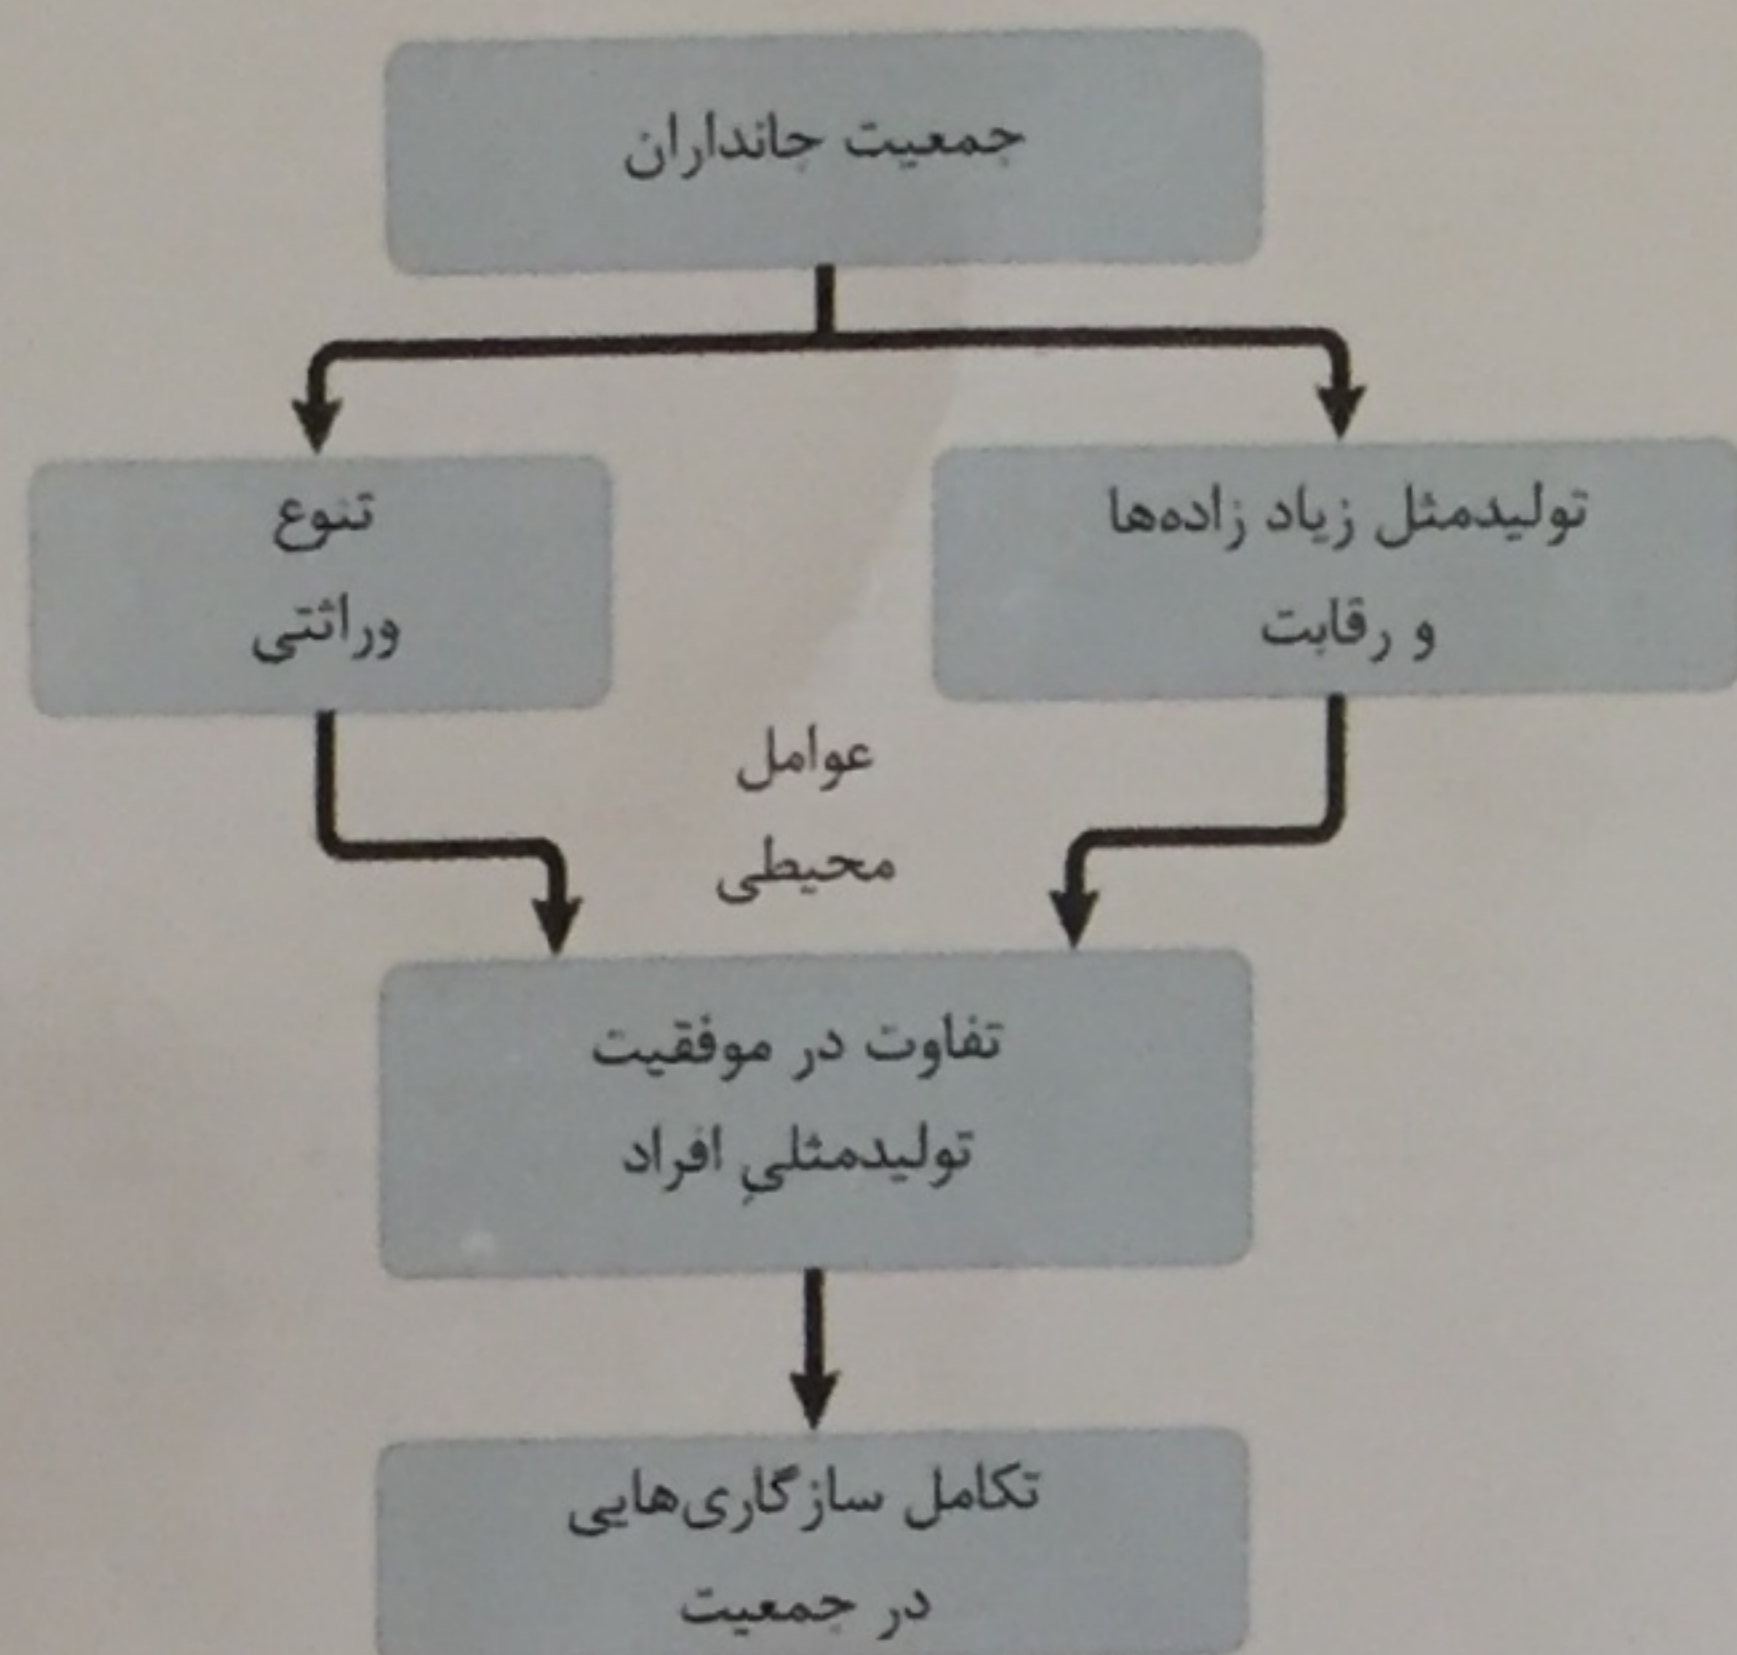 جمعیت جانداران
تولیدمثل زیاد زاده‌ها
و رقابت
تنوع
وراثتی
عوامل
محیطی
تفاوت در موفقیت
تولیدمثلیِ افراد
تکامل سازگاری‌هایی
در جمعیت